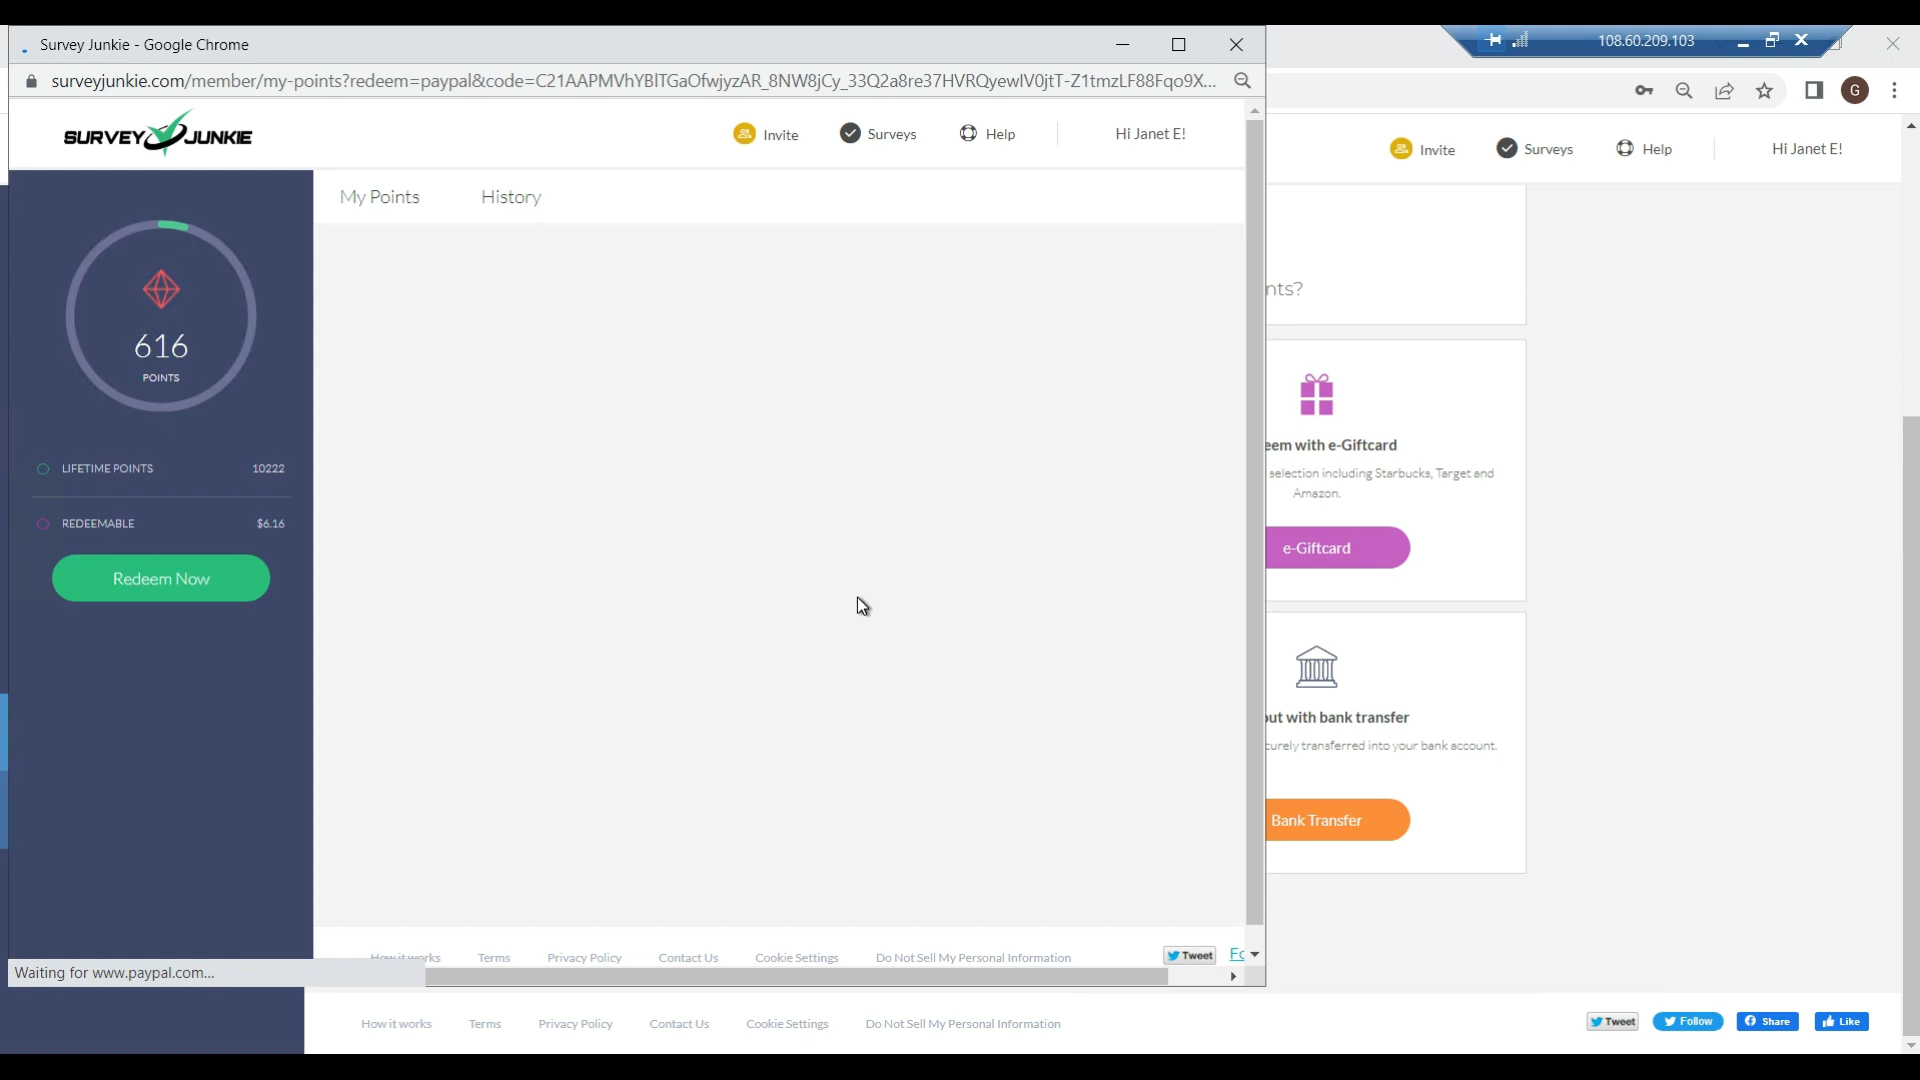 Survey Junkie - Google Chrome
108.60.209.103
surveyjunkie.com/member/my-points?redeem=paypal&code=C21AAPMVhYBlTGaOfwjyzAR_8NW8jCy_33Q2a8re37HVRQyewlV0jtT-Z1tmzLF88Fqo9X...
G
SURVEY JUNKIE
Invite
Surveys
Help
Hi Janet E!
Invite
Surveys
Help
Hi Janet E!
My Points
History
616
POINTS
LIFETIME POINTS
10222
REDEEMABLE
$6.16
Redeem Now
nts?
eem with e-Giftcard
selection including Starbucks, Target and
Amazon.
e-Giftcard
out with bank transfer
curely transferred into your bank account.
Bank Transfer
How it works
Terms
Privacy Policy
Contact Us
Cookie Settings
Do Not Sell My Personal Information
Tweet
Fo
Waiting for www.paypal.com...
How it works
Terms
Privacy Policy
Contact Us
Cookie Settings
Do Not Sell My Personal Information
Tweet
Follow
Share
Like